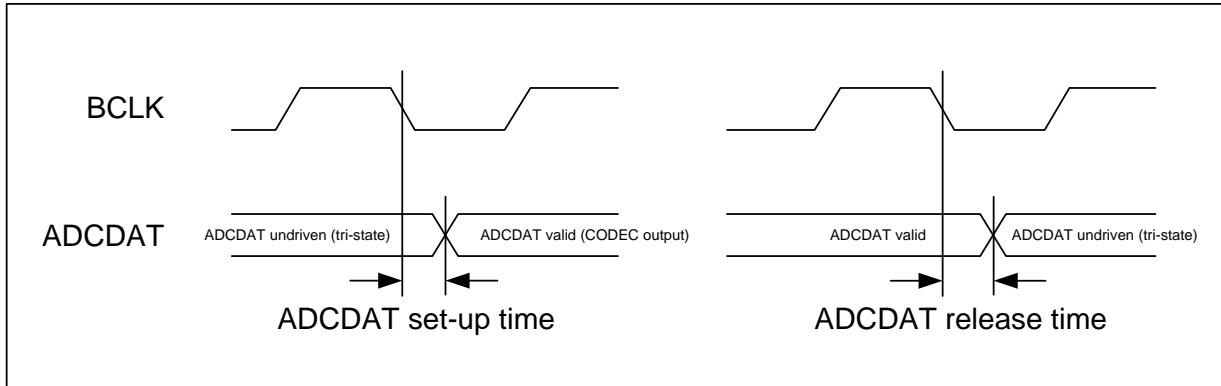 BCLK
ADCDAT
ADCDAT undriven (tri-state)
ADCDAT valid (CODEC output)
ADCDAT valid
ADCDAT undriven (tri-state)
ADCDAT set-up time
ADCDAT release time